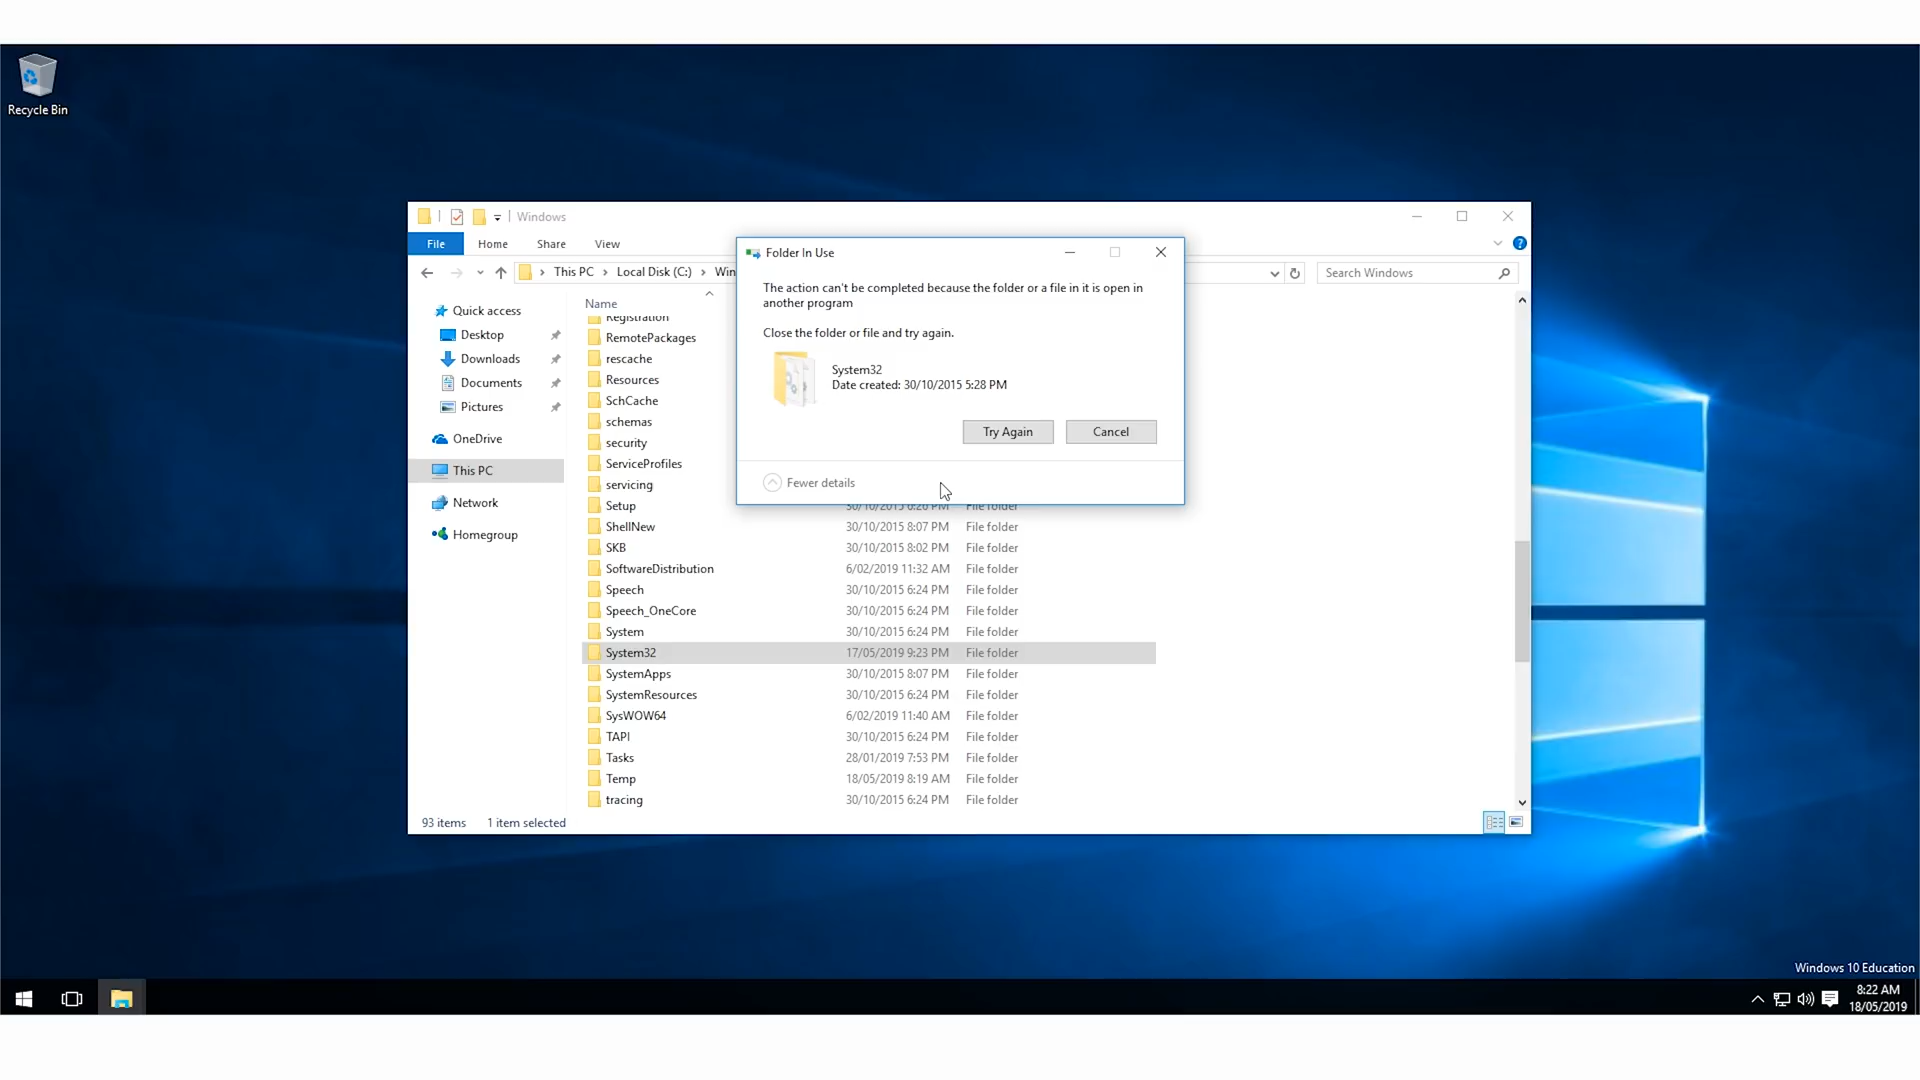 Recycle Bin
Windows
File
Home
Share
View
This PC
Local Disk (C:)
Win
Search Windows
Quick access
Desktop
Downloads
Documents
Pictures
OneDrive
This PC
Network
Homegroup
Name
Registration
RemotePackages
rescache
Resources
SchCache
schemas
security
ServiceProfiles
servicing
Setup 30/10/2015 6:26 PM File folder
ShellNew 30/10/2015 8:07 PM File folder
SKB 30/10/2015 8:02 PM File folder
SoftwareDistribution 6/02/2019 11:32 AM File folder
Speech 30/10/2015 6:24 PM File folder
Speech_OneCore 30/10/2015 6:24 PM File folder
System 30/10/2015 6:24 PM File folder
System32 17/05/2019 9:23 PM File folder
SystemApps 30/10/2015 8:07 PM File folder
SystemResources 30/10/2015 6:24 PM File folder
SysWOW64 6/02/2019 11:40 AM File folder
TAPI 30/10/2015 6:24 PM File folder
Tasks 28/01/2019 7:53 PM File folder
Temp 18/05/2019 8:19 AM File folder
tracing 30/10/2015 6:24 PM File folder
93 items 1 item selected
Folder In Use
The action can't be completed because the folder or a file in it is open in
another program
Close the folder or file and try again.
System32
Date created: 30/10/2015 5:28 PM
Try Again
Cancel
Fewer details
Windows 10 Education
8:22 AM
18/05/2019